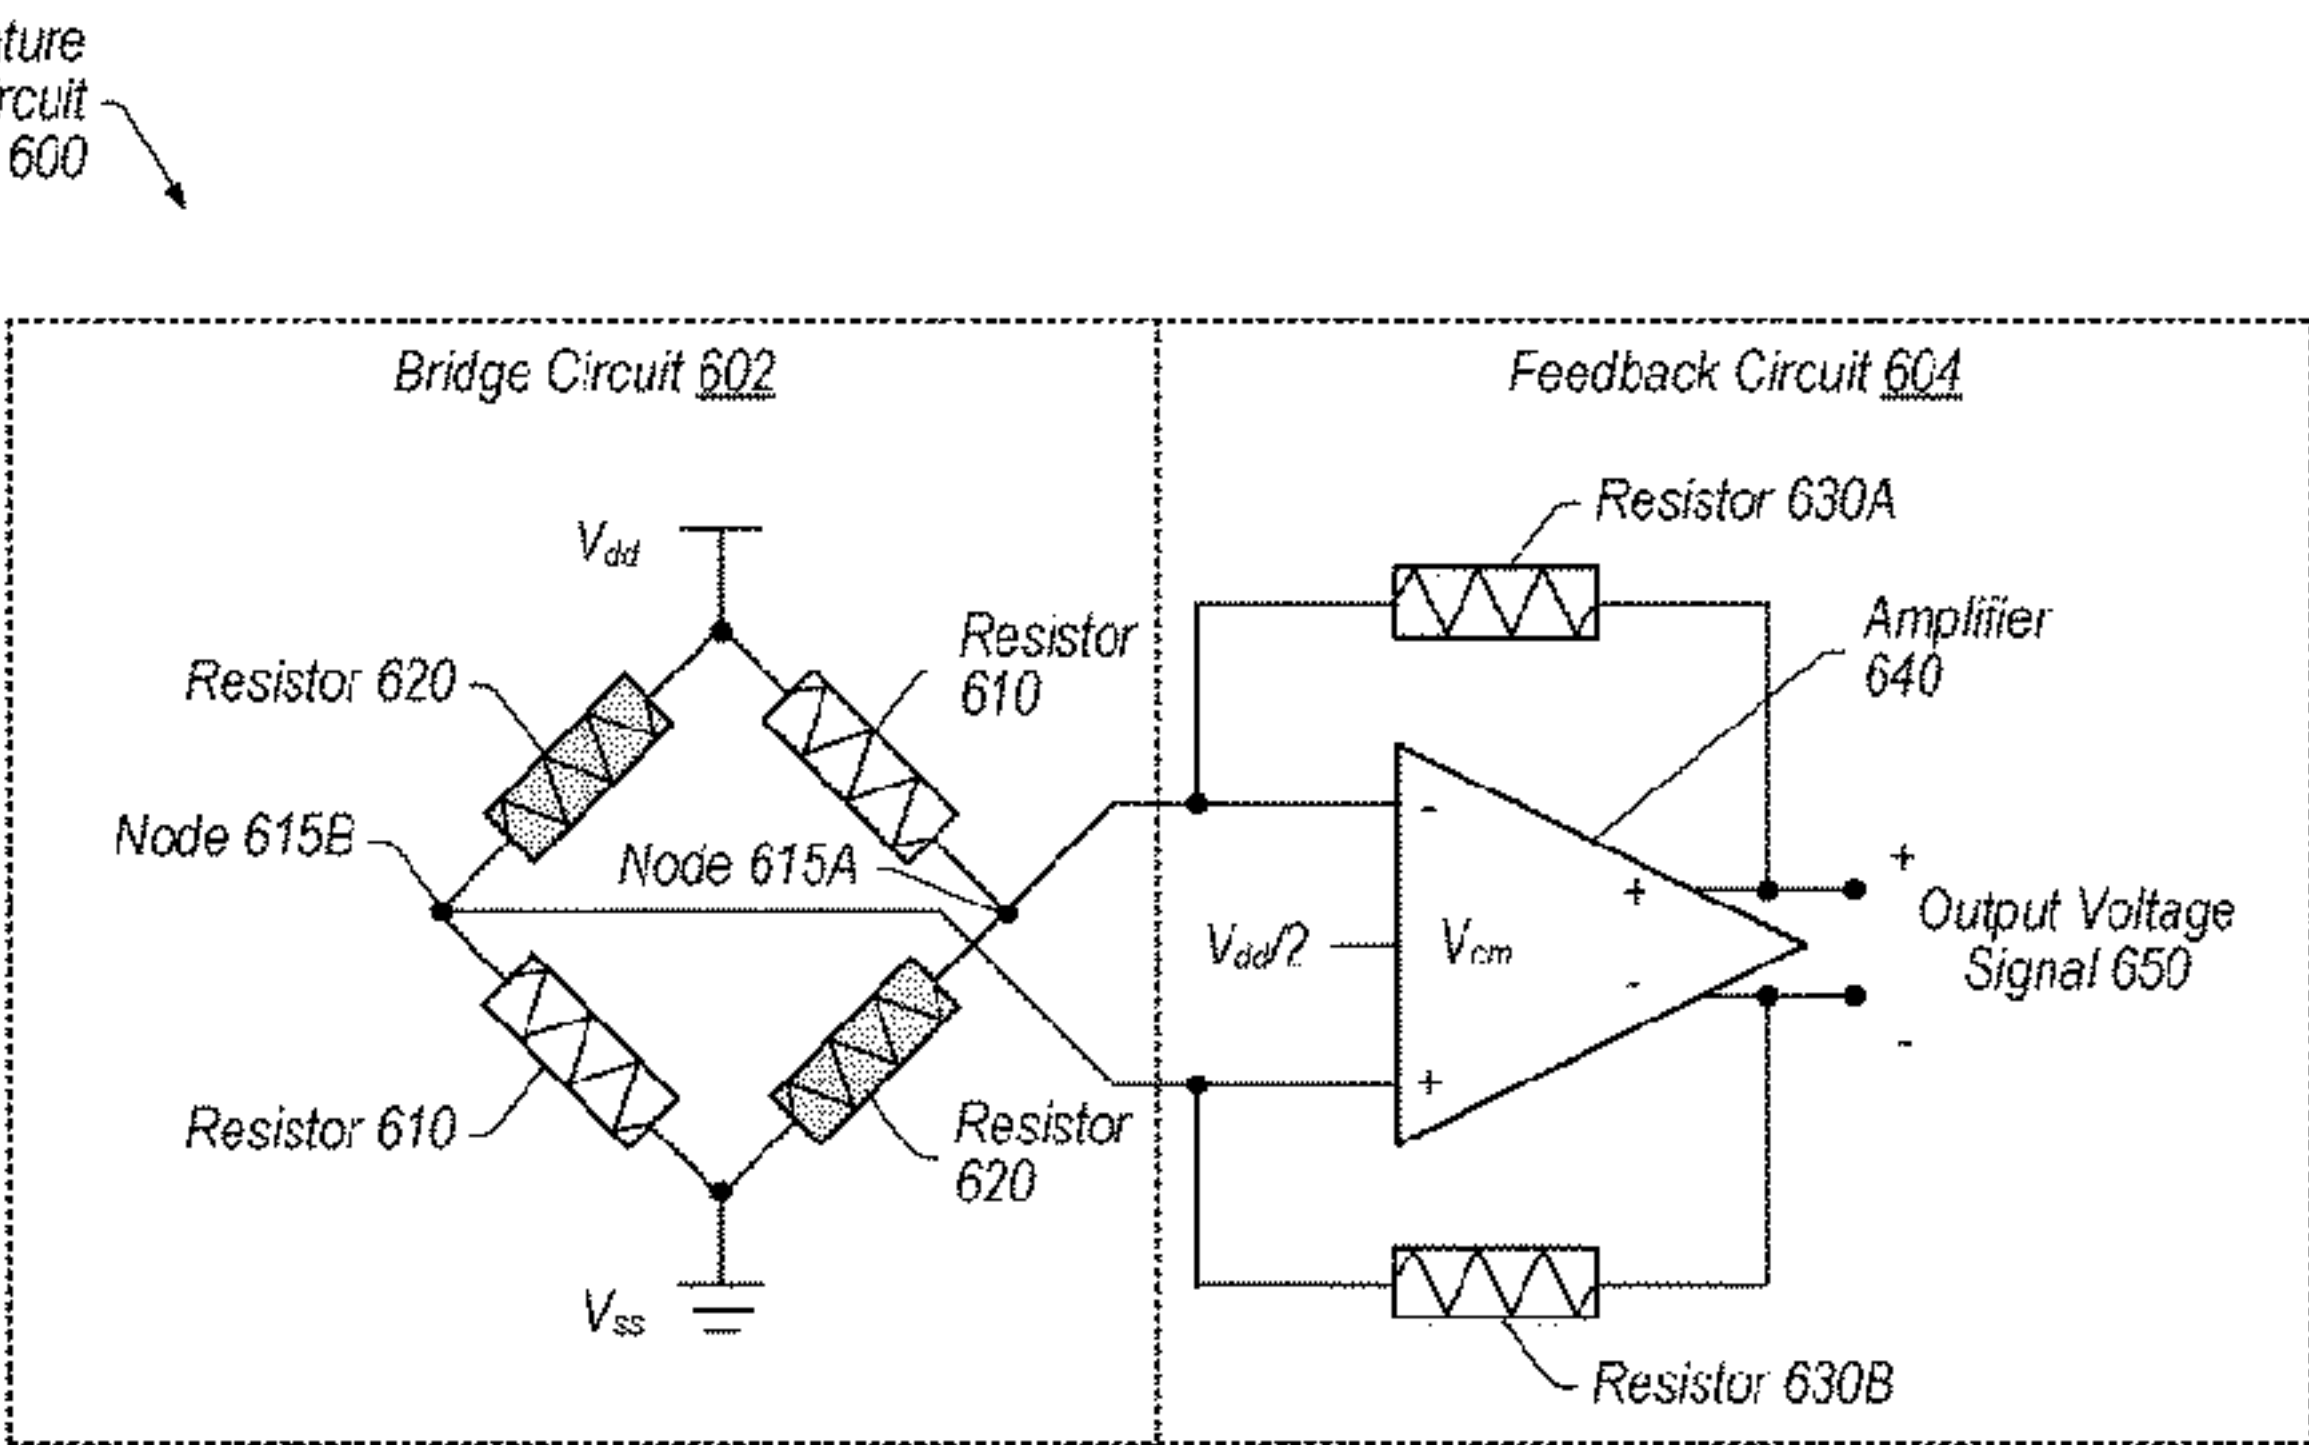 ture
rcuit
600
Bridge Circuit 602
Feedback Circuit 604
Resistor 630A
Vdd
Amplifier
640
Resistor
610
Resistor 620
Node 615B
Node 615A
-
+
+
Output Voltage
Signal 650
Vdd/2
Vcm
-
-
+
Resistor 610
Resistor
620
Vss
Resistor 630B